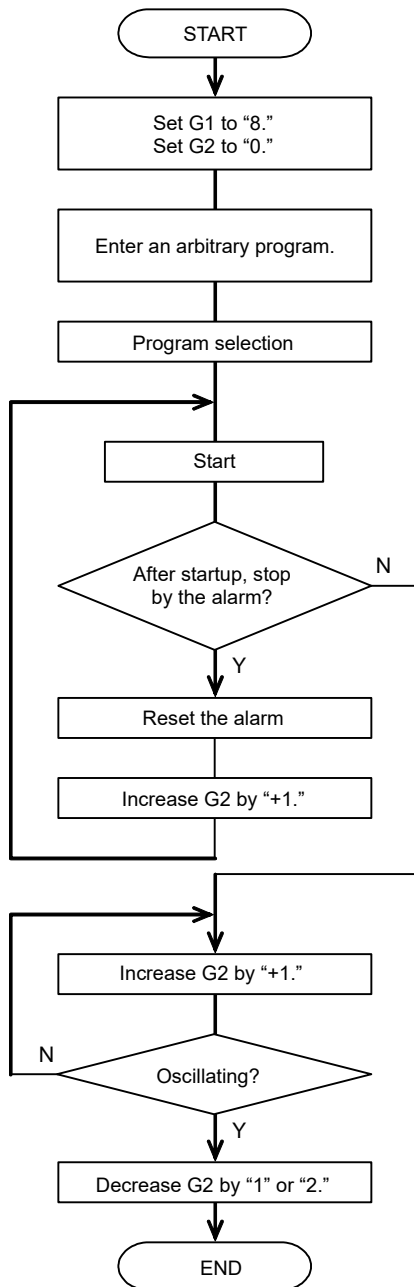 START
Set G1 to “8.”
Set G2 to “0.”
Enter an arbitrary program.
Program selection
Start
After startup, stop
by the alarm?
N
Y
Reset the alarm
Increase G2 by “+1.”
Increase G2 by “+1.”
N
Oscillating?
Y
Decrease G2 by “1” or “2.”
END